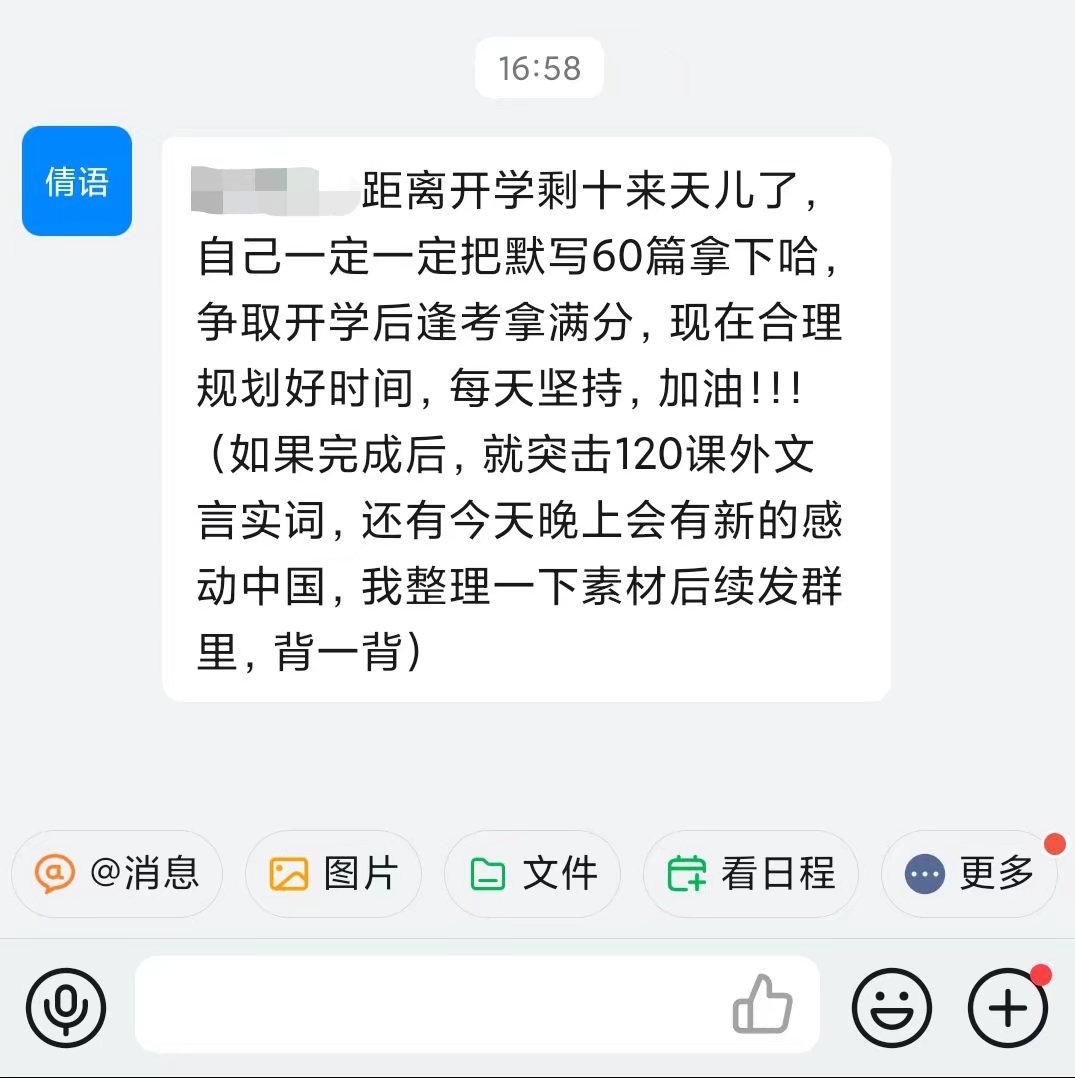 16:58
倩语
距离开学剩十来天儿了，
自己一定一定把默写60篇拿下哈，
争取开学后逢考拿满分，现在合理
规划好时间，每天坚持，加油！！！
（如果完成后，就突击120课外文
言实词，还有今天晚上会有新的感
动中国，我整理一下素材后续发群
里，背一背）
@消息 图片 文件 看日程 更多